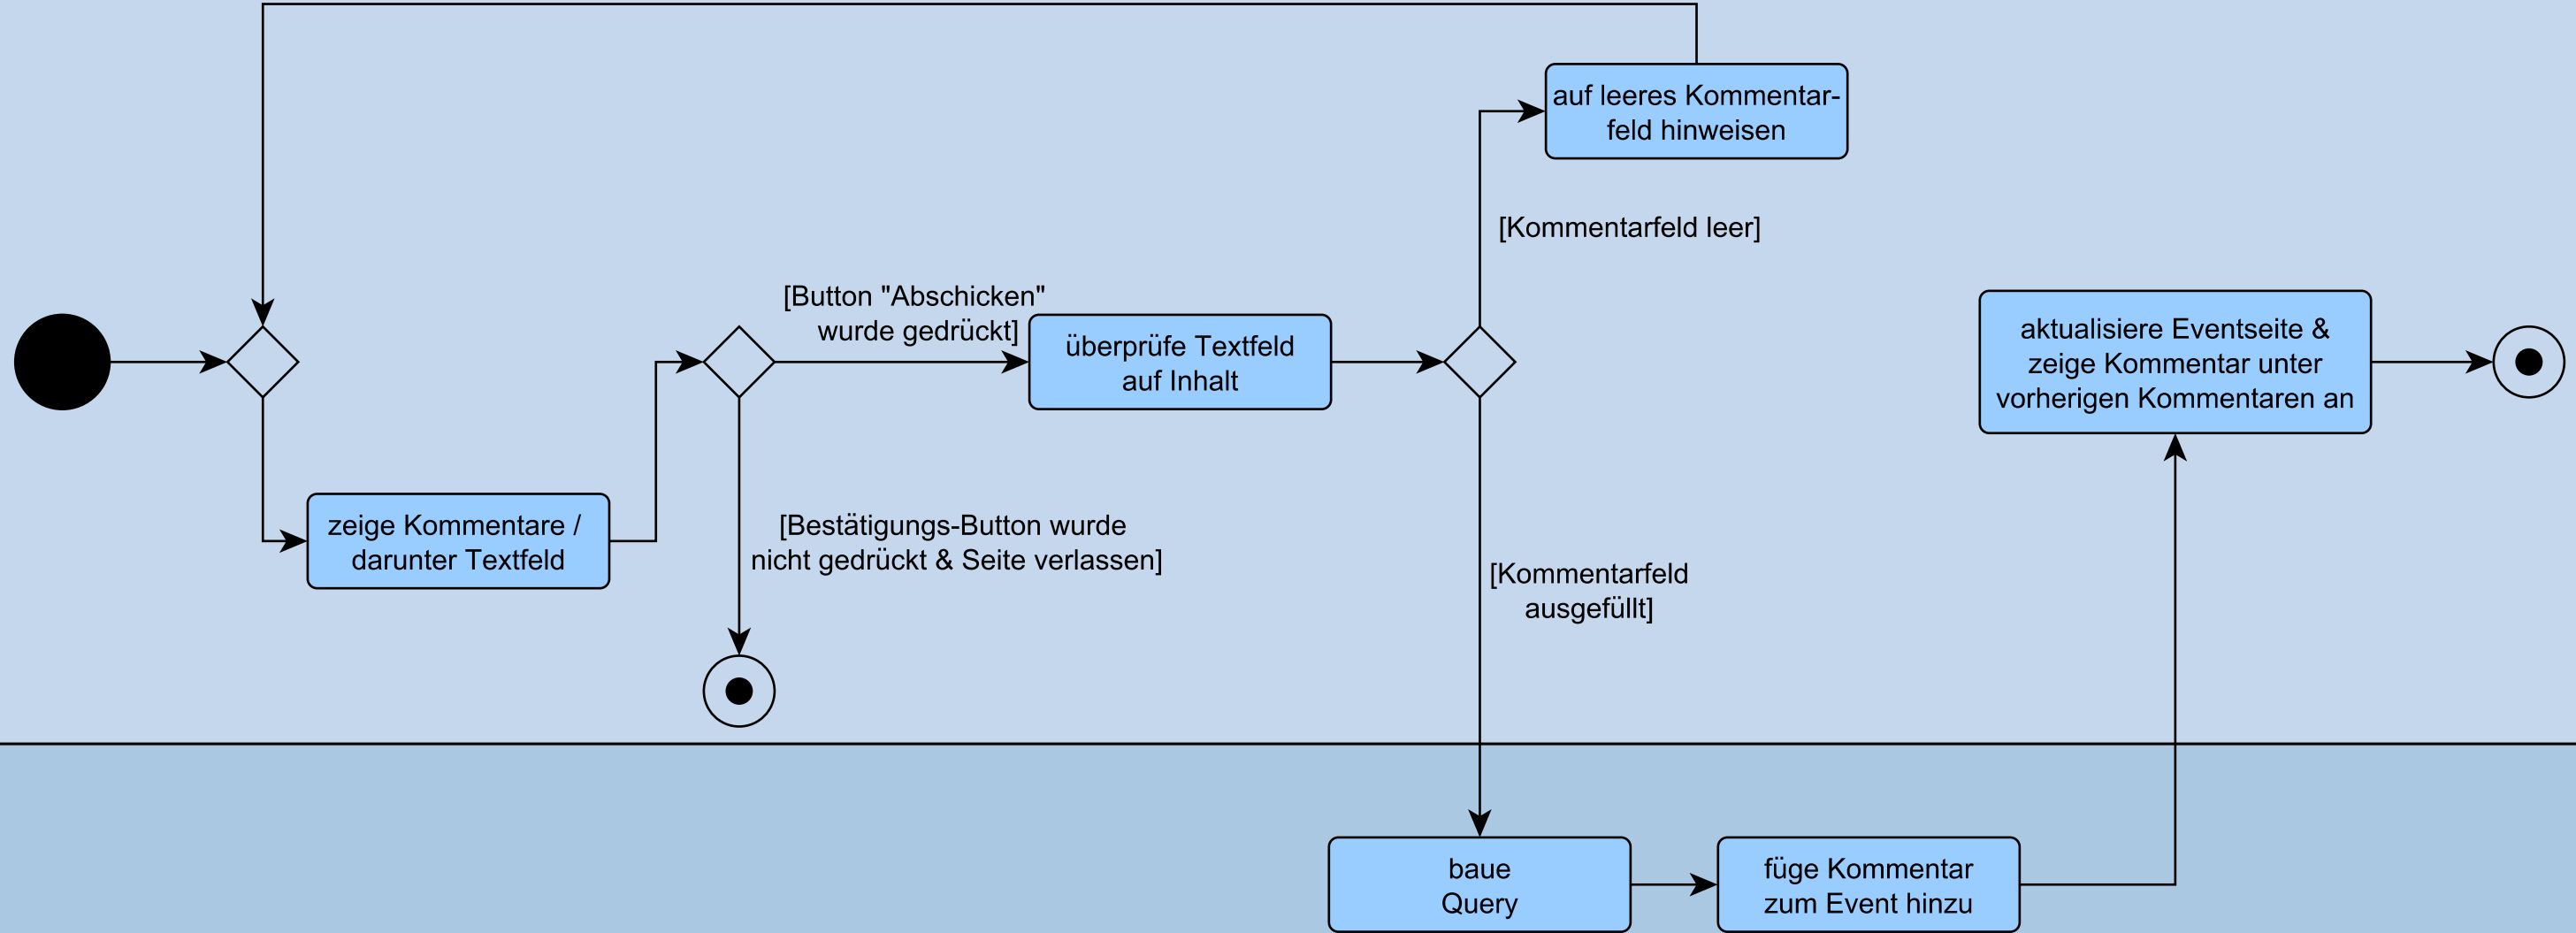 auf leeres Kommentar-
feld hinweisen
[Kommentarfeld leer]
[Button "Abschicken"
wurde gedrückt]
überprüfe Textfeld
auf Inhalt
aktualisiere Eventseite &
zeige Kommentar unter
vorherigen Kommentaren an
zeige Kommentare /
darunter Textfeld
[Bestätigungs-Button wurde
nicht gedrückt & Seite verlassen]
[Kommentarfeld
ausgefüllt]
baue
Query
füge Kommentar
zum Event hinzu